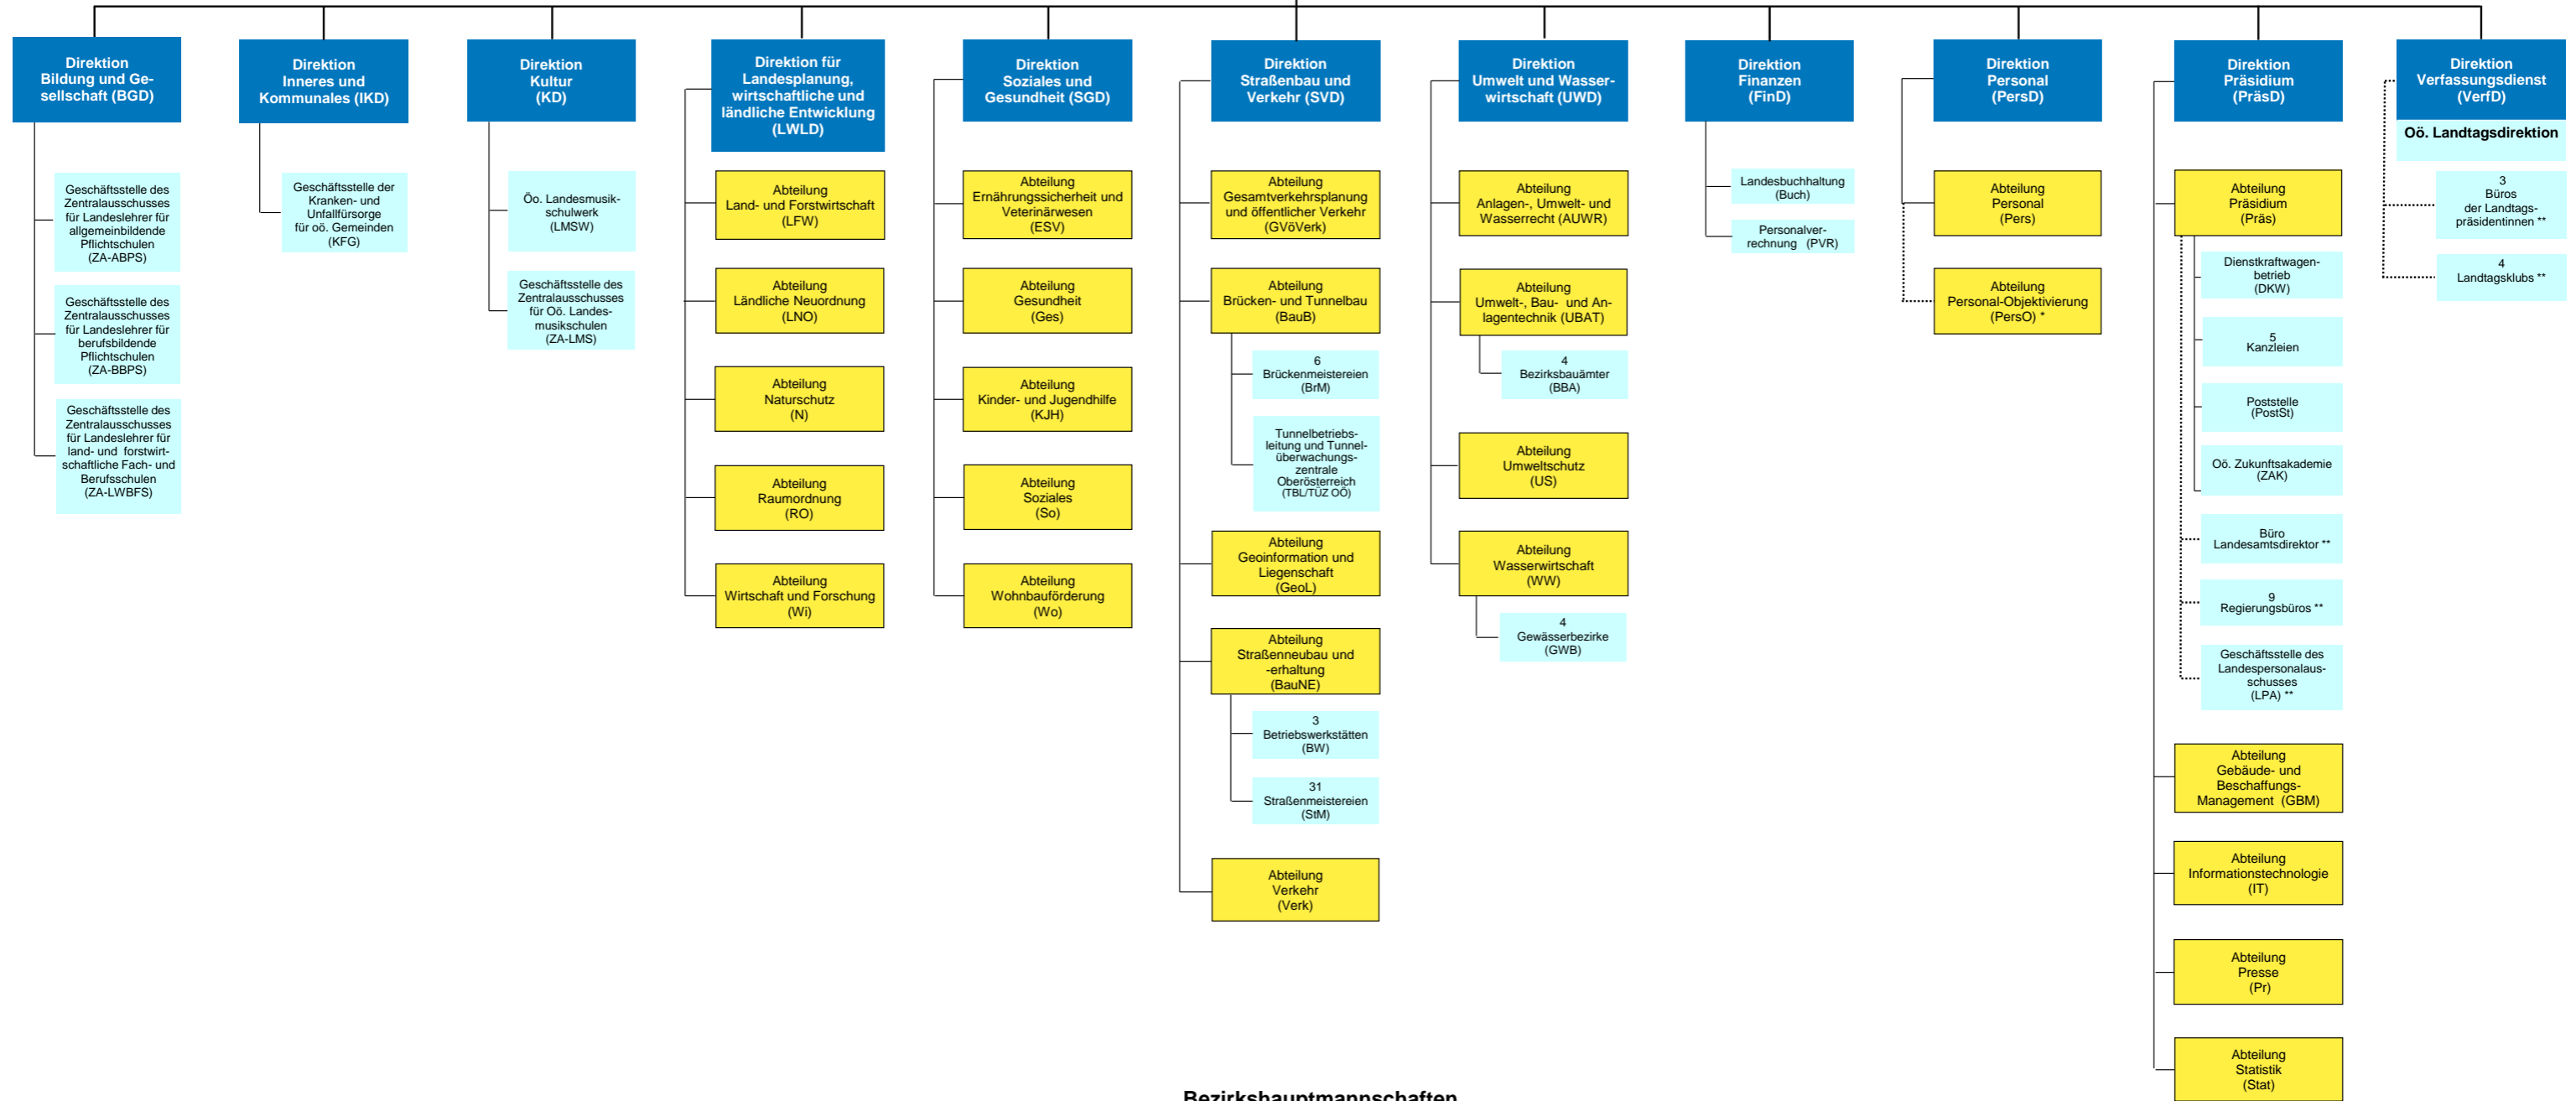 Direktion
Bildung und Ge-
sellschaft (BGD)
Geschäftsstelle des
Zentralausschusses
für Landeslehrer für
allgemeinbildende
Pflichtschulen
(ZA-ABPS)
Geschäftsstelle des
Zentralausschusses
für Landeslehrer für
berufsbildende
Pflichtschulen
(ZA-BBPS)
Geschäftsstelle des
Zentralausschusses
für Landeslehrer für
land- und forstwirt-
schaftliche Fach- und
Berufsschulen
(ZA-LWBFS)
Direktion
Inneres und
Kommunales (IKD)
Geschäftsstelle der
Kranken- und
Unfallfürsorge
für oö. Gemeinden
(KFG)
Direktion
Kultur
(KD)
Öo. Landesmusik-
schulwerk
(LMSW)
Geschäftsstelle des
Zentralausschusses
für Oö. Landes-
musikschulen
(ZA-LMS)
Direktion für
Landesplanung,
wirtschaftliche und
ländliche Entwicklung
(LWLD)
Abteilung
Land- und Forstwirtschaft
(LFW)
Abteilung
Ländliche Neuordnung
(LNO)
Abteilung
Naturschutz
(N)
Abteilung
Raumordnung
(RO)
Abteilung
Wirtschaft und Forschung
(Wi)
Direktion
Soziales und
Gesundheit (SGD)
Abteilung
Ernährungssicherheit und
Veterinärwesen
(ESV)
Abteilung
Gesundheit
(Ges)
Abteilung
Kinder- und Jugendhilfe
(KJH)
Abteilung
Soziales
(So)
Abteilung
Wohnbauförderung
(Wo)
Direktion
Straßenbau und
Verkehr (SVD)
Abteilung
Gesamtverkehrsplanung
und öffentlicher Verkehr
(GVöVerk)
Abteilung
Brücken- und Tunnelbau
(BauB)
6
Brückenmeistereien
(BrM)
Tunnelbetriebs-
leitung und Tunnel-
überwachungs-
zentrale
Oberösterreich
(TBL/TÜZ OÖ)
Abteilung
Geoinformation und
Liegenschaft
(GeoL)
Abteilung
Straßenneubau und
-erhaltung
(BauNE)
3
Betriebswerkstätten
(BW)
31
Straßenmeistereien
(StM)
Abteilung
Verkehr
(Verk)
Direktion
Umwelt und Wasser-
wirtschaft (UWD)
Abteilung
Anlagen-, Umwelt- und
Wasserrecht (AUWR)
Abteilung
Umwelt-, Bau- und An-
lagentechnik (UBAT)
4
Bezirksbauämter
(BBA)
Abteilung
Umweltschutz
(US)
Abteilung
Wasserwirtschaft
(WW)
4
Gewässerbezirke
(GWB)
Direktion
Finanzen
(FinD)
Landesbuchhaltung
(Buch)
Personalver-
rechnung (PVR)
Direktion
Personal
(PersD)
Abteilung
Personal
(Pers)
Abteilung
Personal-Objektivierung
(PersO) *
Direktion
Präsidium
(PräsD)
Abteilung
Präsidium
(Präs)
Dienstkraftwagen-
betrieb
(DKW)
5
Kanzleien
Poststelle
(PostSt)
Oö. Zukunftsakademie
(ZAK)
Büro
Landesamtsdirektor **
9
Regierungsbüros **
Geschäftsstelle des
Landespersonalaus-
schusses
(LPA) **
Abteilung
Gebäude- und
Beschaffungs-
Management (GBM)
Abteilung
Informationstechnologie
(IT)
Abteilung
Presse
(Pr)
Abteilung
Statistik
(Stat)
Direktion
Verfassungsdienst
(VerfD)
Oö. Landtagsdirektion
3
Büros
der Landtags-
präsidentinnen **
4
Landtagsklubs **
Bezirkshauptmannschaften